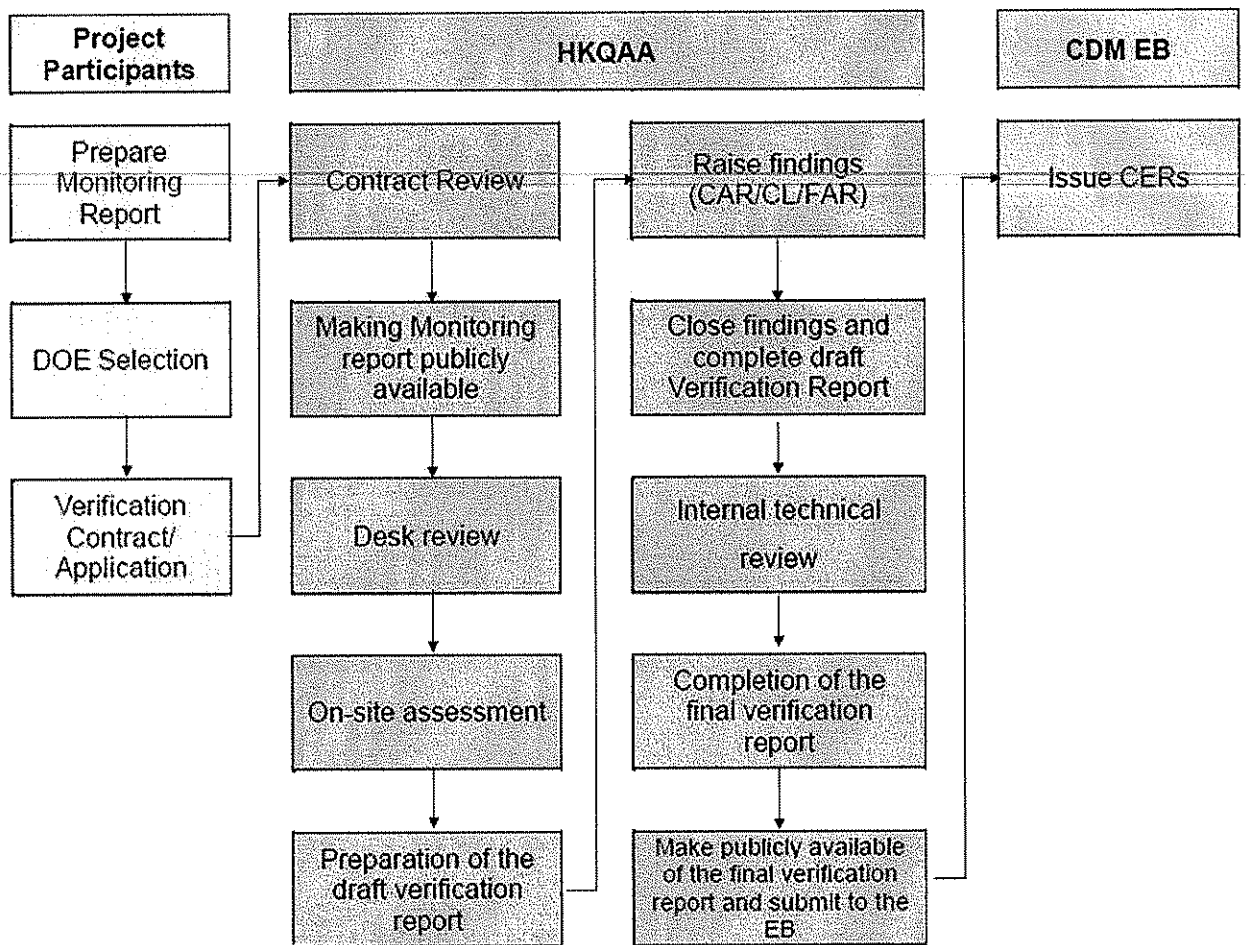 Project
Participants
HKQAA
CDM EB
Prepare
Monitoring
Report
DOE Selection
Verification
Contract/
Application
Contract Review
Making Monitoring
report publicly
available
Desk review
On-site assessment
Preparation of the
draft verification
report
Raise findings
(CAR/CL/FAR)
Close findings and
complete draft
Verification Report
Internal technical
review
Completion of the
final verification
report
Make publicly available
of the final verification
report and submit to the
EB
Issue CERs